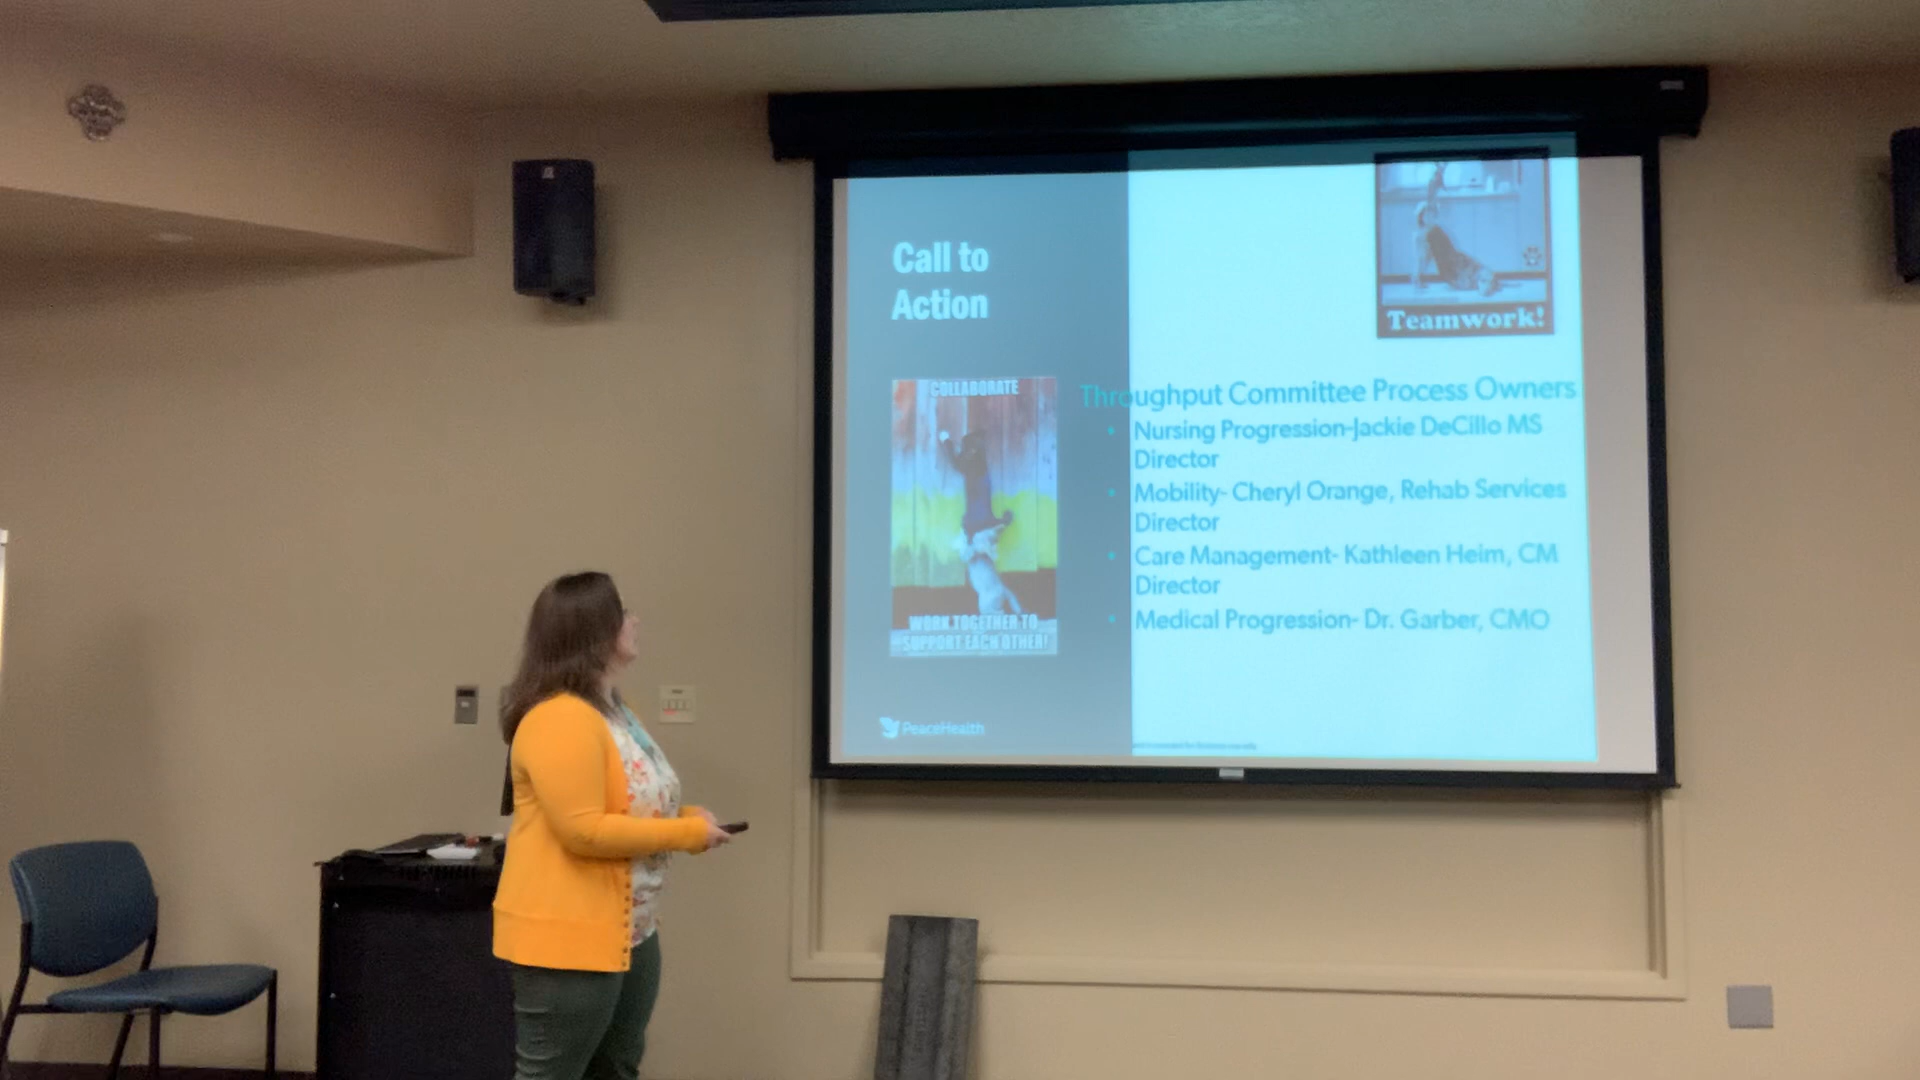 Call to
Action
Teamwork!
COLLABORATE
WORK TOGETHER TO
SUPPORT EACH OTHER!
Throughput Committee Process Owners
• Nursing Progression-Jackie DeCillo MS
Director
• Mobility- Cheryl Orange, Rehab Services
Director
• Care Management- Kathleen Heim, CM
Director
• Medical Progression- Dr. Garber, CMO
PeaceHealth